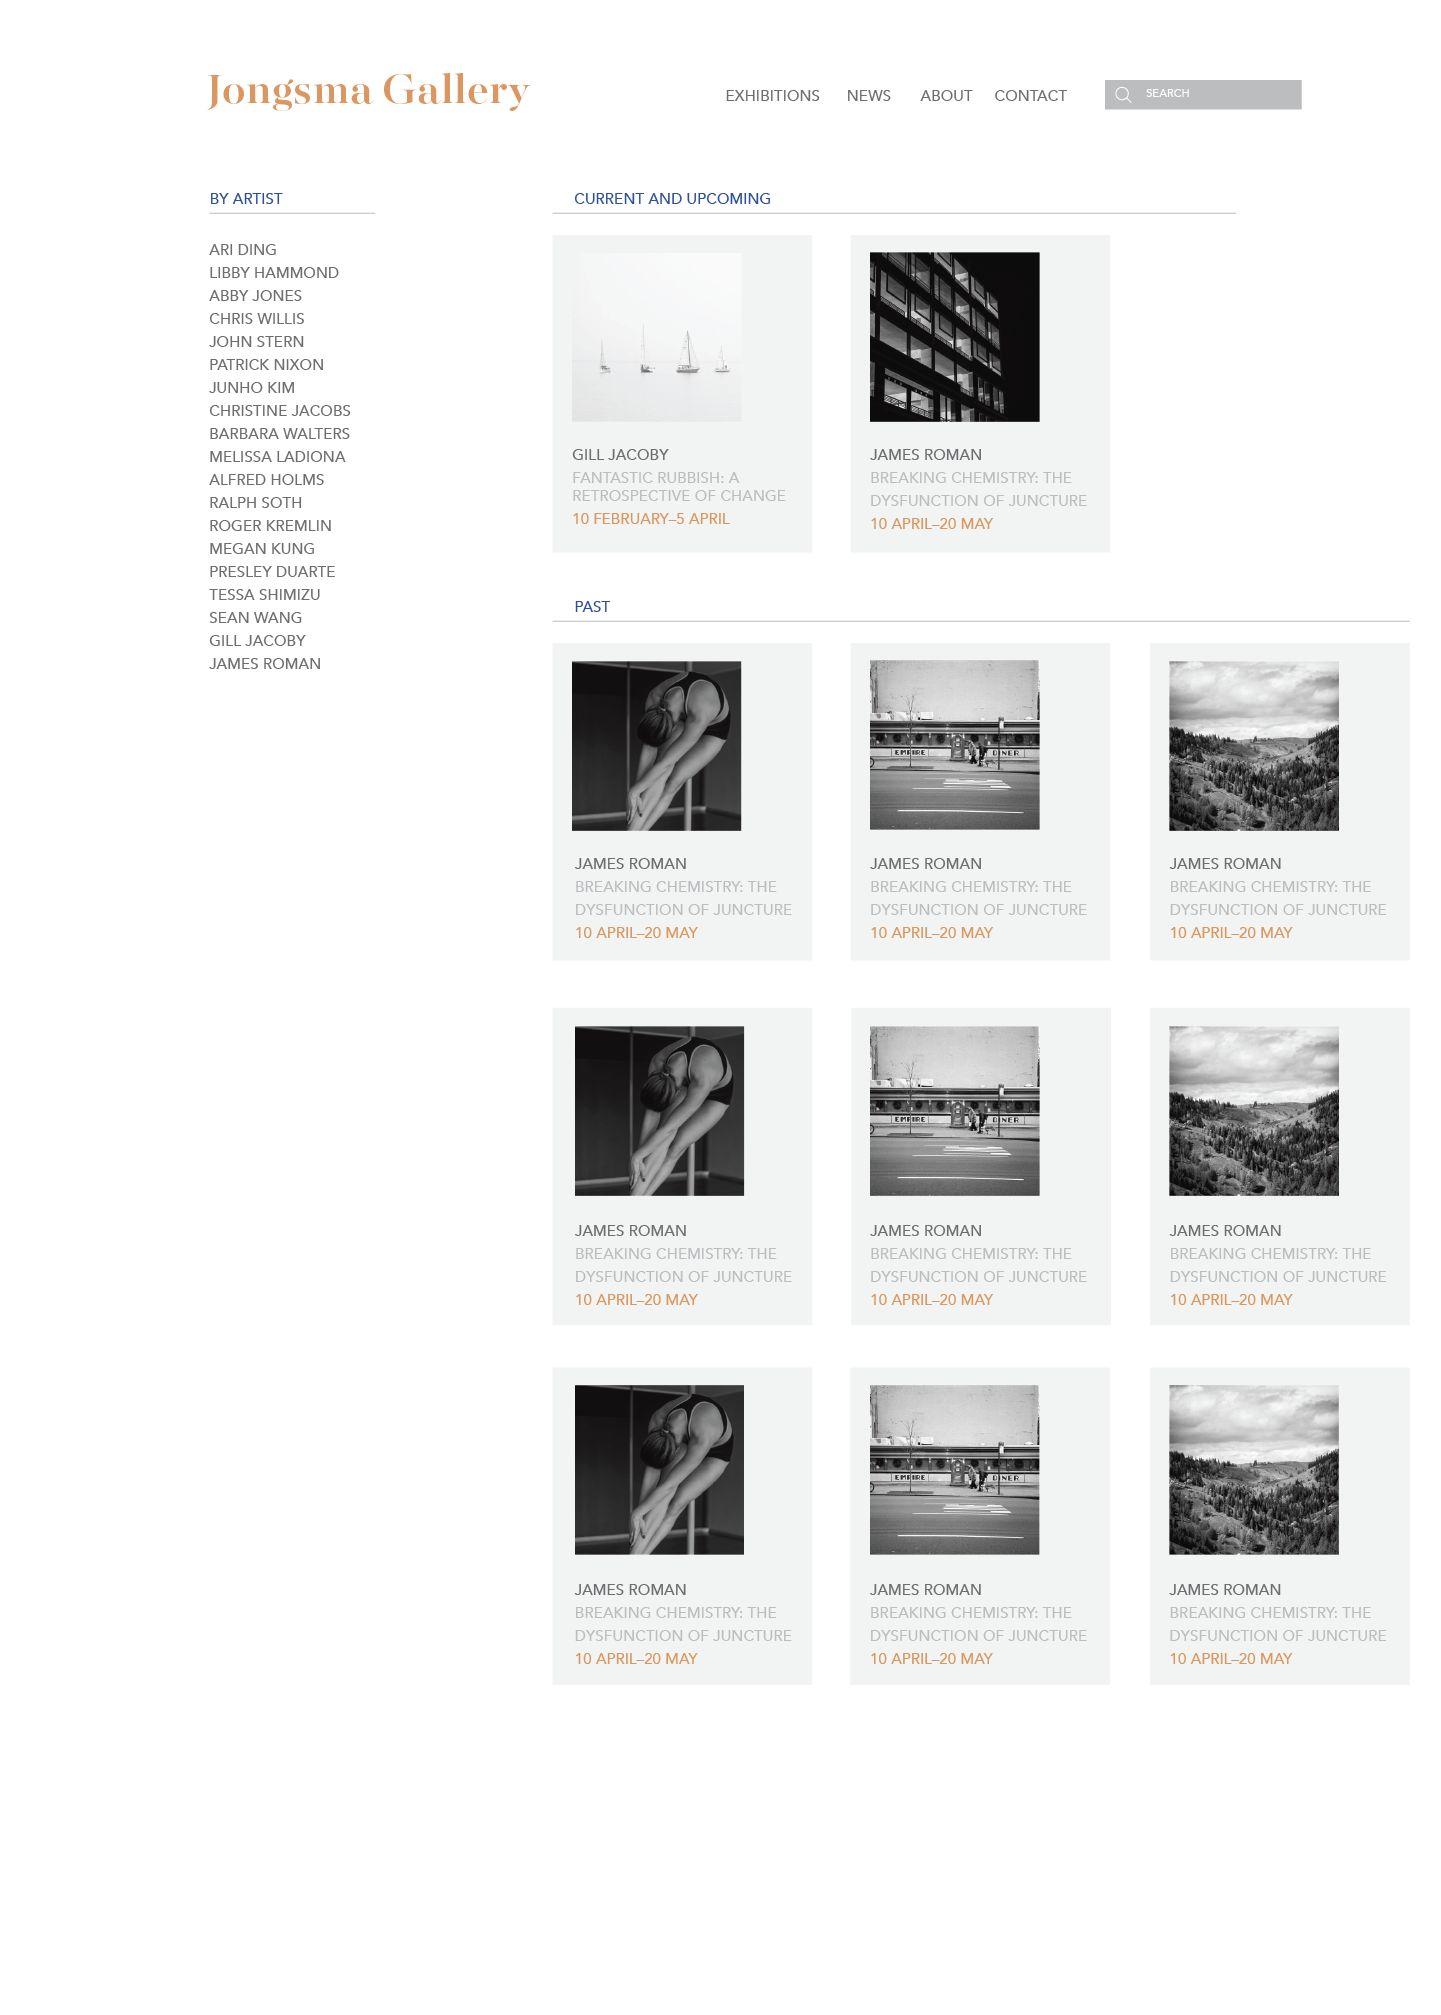 Jongsma Gallery
EXHIBITIONS NEWS ABOUT CONTACT SEARCH
BY ARTIST
ARI DING
LIBBY HAMMOND
ABBY JONES
CHRIS WILLIS
JOHN STERN
PATRICK NIXON
JUNHO KIM
CHRISTINE JACOBS
BARBARA WALTERS
MELISSA LADIONA
ALFRED HOLMS
RALPH SOTH
ROGER KREMLIN
MEGAN KUNG
PRESLEY DUARTE
TESSA SHIMIZU
SEAN WANG
GILL JACOBY
JAMES ROMAN
CURRENT AND UPCOMING
GILL JACOBY
FANTASTIC RUBBISH: A
RETROSPECTIVE OF CHANGE
10 FEBRUARY–5 APRIL
JAMES ROMAN
BREAKING CHEMISTRY: THE
DYSFUNCTION OF JUNCTURE
10 APRIL–20 MAY
PAST
JAMES ROMAN
BREAKING CHEMISTRY: THE
DYSFUNCTION OF JUNCTURE
10 APRIL–20 MAY
EMPIRE DINER
JAMES ROMAN
BREAKING CHEMISTRY: THE
DYSFUNCTION OF JUNCTURE
10 APRIL–20 MAY
JAMES ROMAN
BREAKING CHEMISTRY: THE
DYSFUNCTION OF JUNCTURE
10 APRIL–20 MAY
JAMES ROMAN
BREAKING CHEMISTRY: THE
DYSFUNCTION OF JUNCTURE
10 APRIL–20 MAY
EMPIRE DINER
JAMES ROMAN
BREAKING CHEMISTRY: THE
DYSFUNCTION OF JUNCTURE
10 APRIL–20 MAY
JAMES ROMAN
BREAKING CHEMISTRY: THE
DYSFUNCTION OF JUNCTURE
10 APRIL–20 MAY
JAMES ROMAN
BREAKING CHEMISTRY: THE
DYSFUNCTION OF JUNCTURE
10 APRIL–20 MAY
EMPIRE DINER
JAMES ROMAN
BREAKING CHEMISTRY: THE
DYSFUNCTION OF JUNCTURE
10 APRIL–20 MAY
JAMES ROMAN
BREAKING CHEMISTRY: THE
DYSFUNCTION OF JUNCTURE
10 APRIL–20 MAY